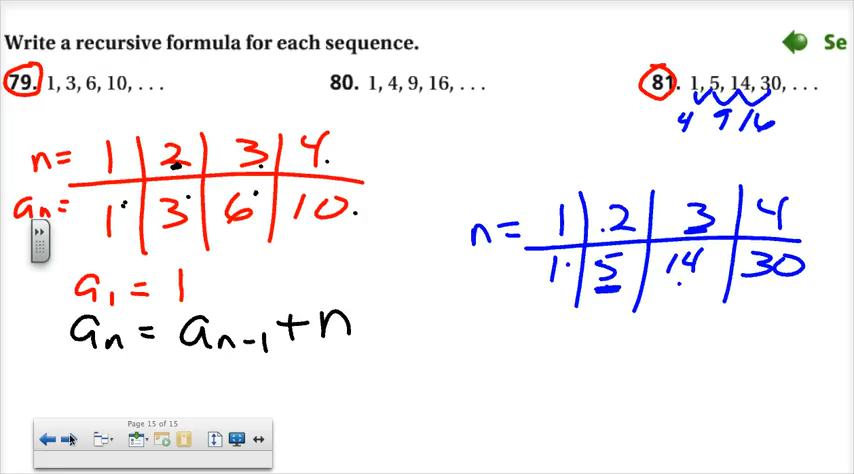 Write a recursive formula for each sequence.
Se
79. 1, 3, 6, 10, . . .
80. 1, 4, 9, 16, . . .
81. 1, 5, 14, 30, . . .
4 9 16
n= 1 2 3 4
an= 1 3 6 10
n= 1 2 3 4
1 5 14 30
a1 = 1
an = an-1 + n
Page 15 of 15